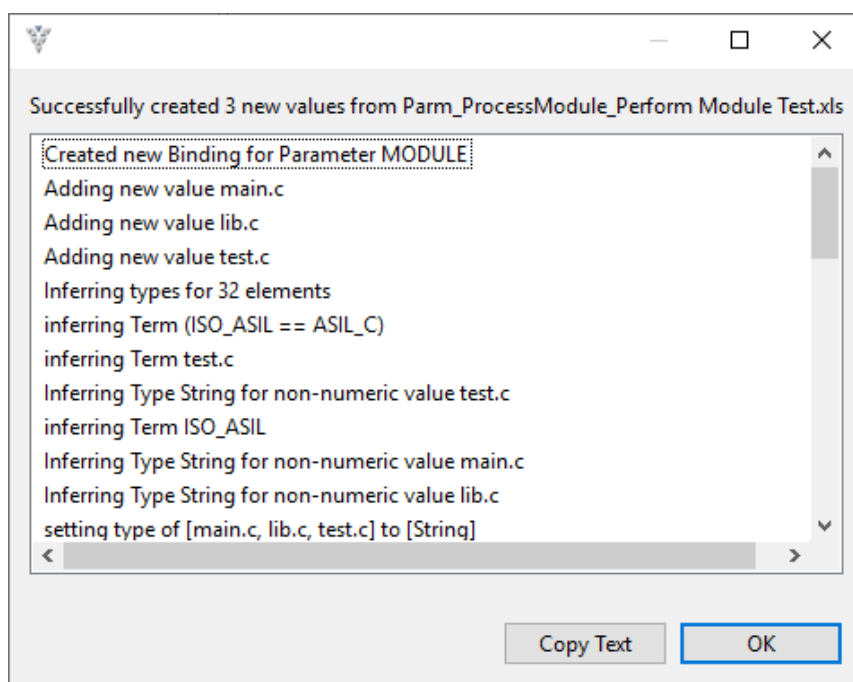 Successfully created 3 new values from Parm_ProcessModule_Perform Module Test.xls
Created new Binding for Parameter MODULE
Adding new value main.c
Adding new value lib.c
Adding new value test.c
Inferring types for 32 elements
inferring Term (ISO_ASIL == ASIL_C)
inferring Term test.c
Inferring Type String for non-numeric value test.c
inferring Term ISO_ASIL
Inferring Type String for non-numeric value main.c
Inferring Type String for non-numeric value lib.c
setting type of [main.c, lib.c, test.c] to [String]
Copy Text
OK